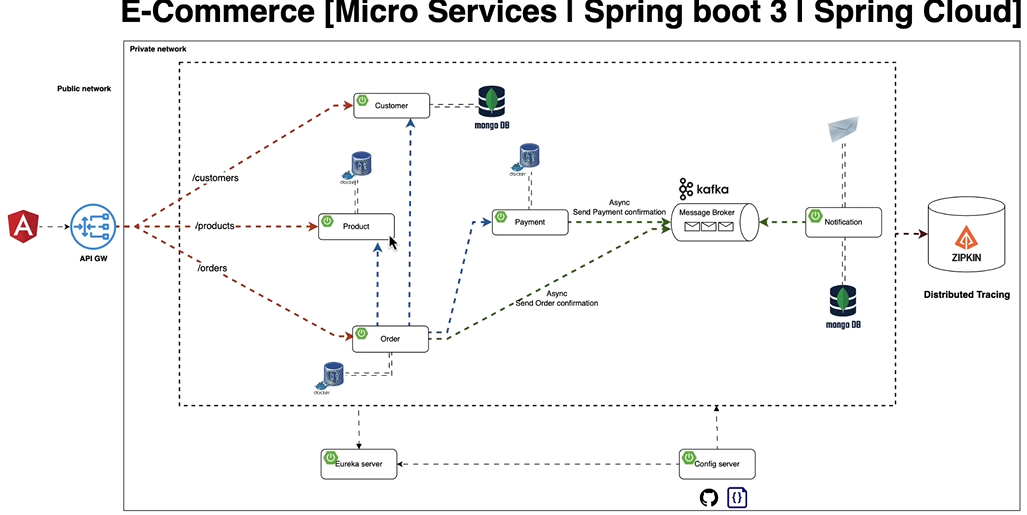 E-Commerce [Micro Services | Spring boot 3 | Spring Cloud]
Private network
Public network
Customer
mongo DB
docker
docker
kafka
/customers
Async
Send Payment confirmation
Message Broker
A
/products
Product
Payment
Notification
API GW
ZIPKIN
/orders
Async
Send Order confirmation
Distributed Tracing
mongo DB
Order
docker
Eureka server
Config server
{}